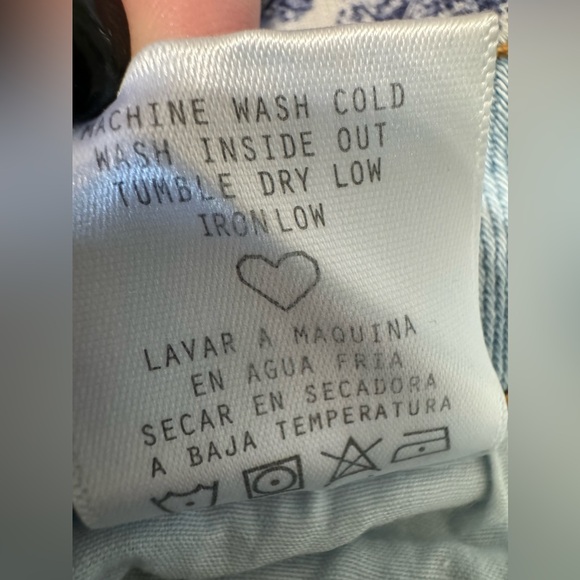 MACHINE WASH COLD
WASH INSIDE OUT
TUMBLE DRY LOW
IRON LOW
LAVAR A MAQUINA
EN AGUA FRIA
SECAR EN SECADORA
A BAJA TEMPERATURA